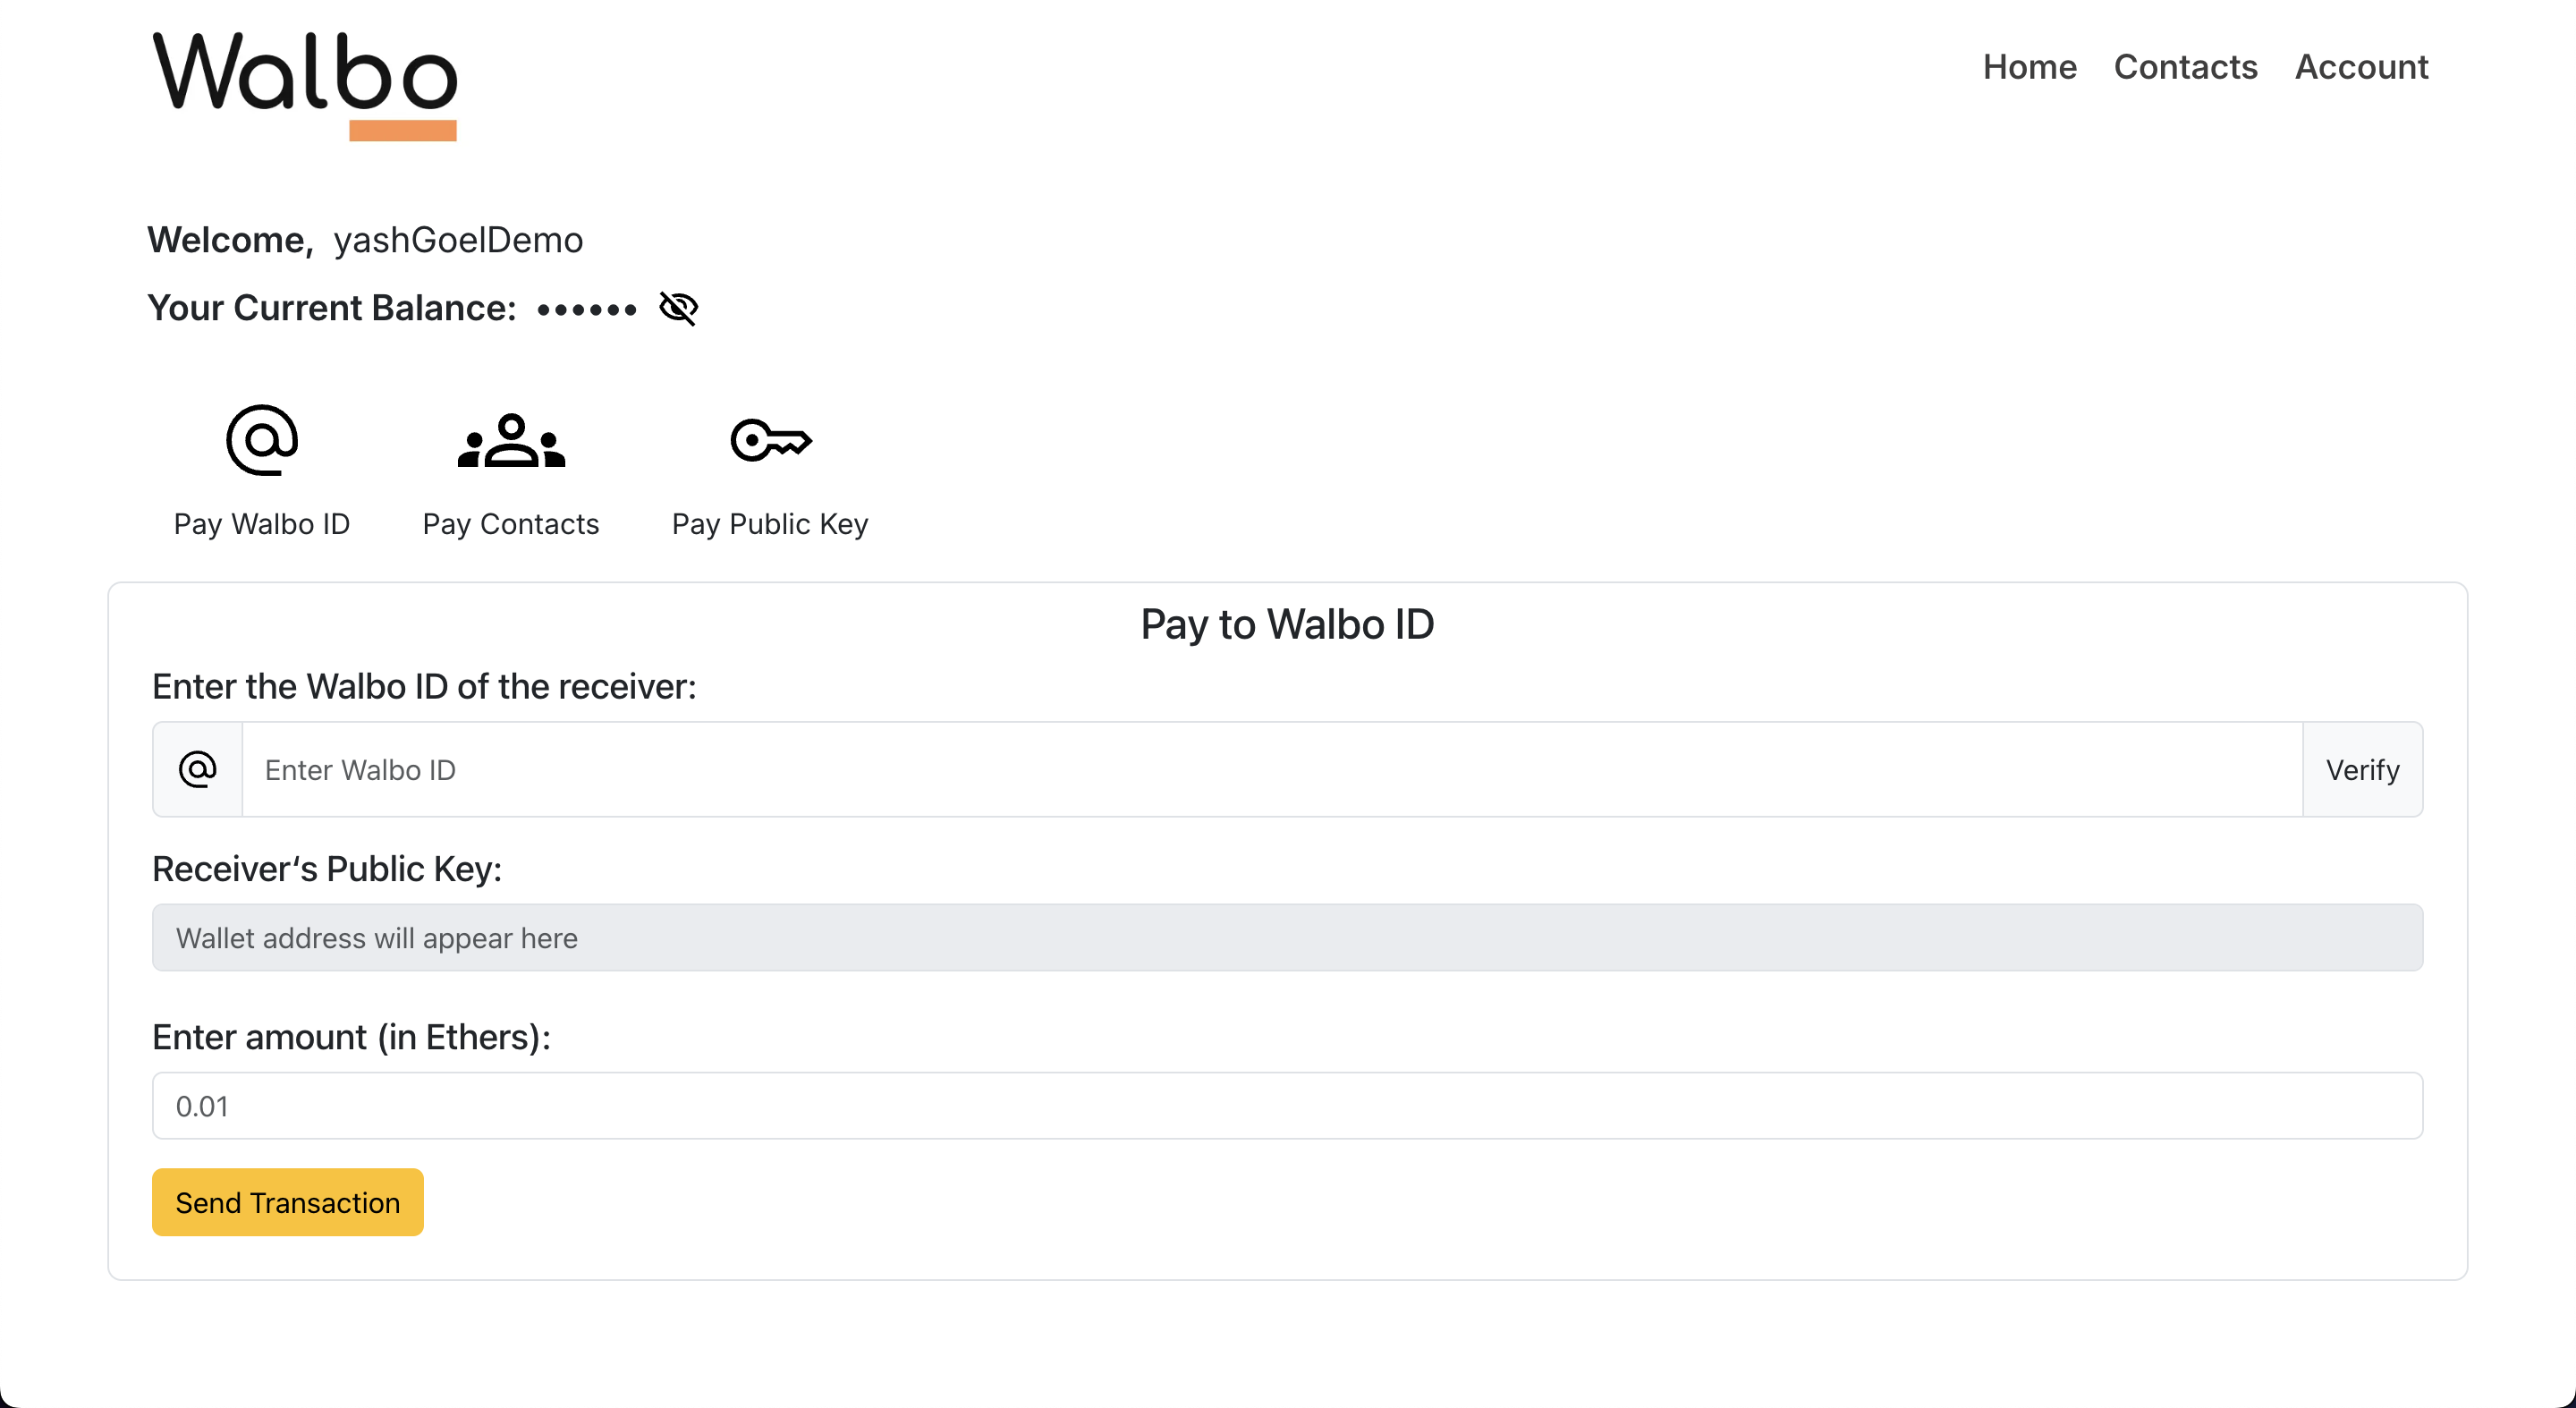 Walbo
Home Contacts Account
Welcome, yashGoelDemo
Your Current Balance: ••••••
Pay Walbo ID Pay Contacts Pay Public Key
Pay to Walbo ID
Enter the Walbo ID of the receiver:
@ Enter Walbo ID Verify
Receiver‘s Public Key:
Wallet address will appear here
Enter amount (in Ethers):
0.01
Send Transaction